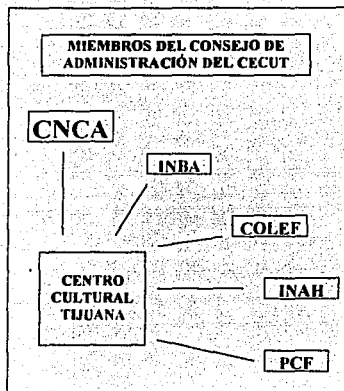 MIEMBROS DEL CONSEJO DE
ADMINISTRACIÓN DEL CECUT
CNCA
INBA
COLEF
CENTRO
CULTURAL
TIJUANA
INAH
PCF